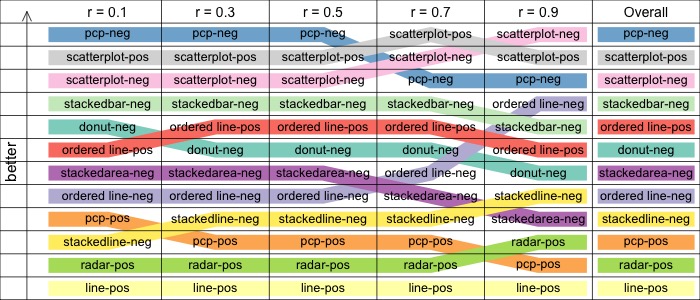 r = 0.1 r = 0.3 r = 0.5 r = 0.7 r = 0.9 Overall
pcp-neg pcp-neg pcp-neg scatterplot-pos scatterplot-neg pcp-neg
scatterplot-pos scatterplot-pos scatterplot-pos scatterplot-neg scatterplot-pos scatterplot-pos
scatterplot-neg scatterplot-neg scatterplot-neg pcp-neg pcp-neg scatterplot-neg
stackedbar-neg stackedbar-neg stackedbar-neg stackedbar-neg ordered line-neg stackedbar-neg
donut-neg ordered line-pos ordered line-pos ordered line-pos stackedbar-neg ordered line-pos
ordered line-pos donut-neg donut-neg donut-neg ordered line-pos donut-neg
stackedarea-neg stackedarea-neg stackedarea-neg ordered line-neg donut-neg stackedarea-neg
ordered line-neg ordered line-neg ordered line-neg stackedarea-neg stackedline-neg ordered line-neg
pcp-pos stackedline-neg stackedline-neg stackedline-neg stackedarea-neg stackedline-neg
stackedline-neg pcp-pos pcp-pos pcp-pos radar-pos pcp-pos
radar-pos radar-pos radar-pos radar-pos pcp-pos radar-pos
line-pos line-pos line-pos line-pos line-pos line-pos
better